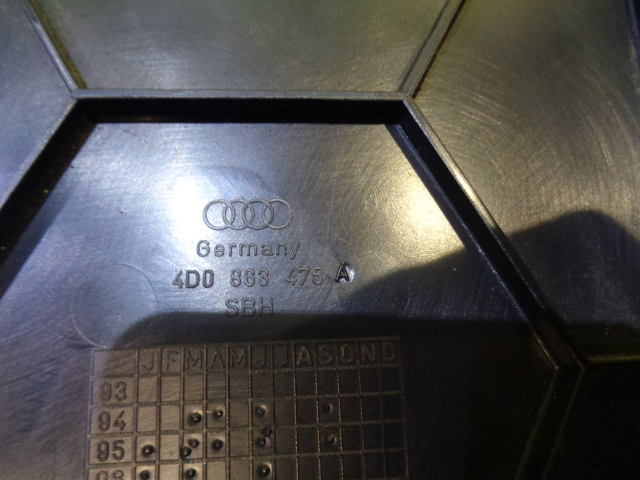 Germany
4D0 863 475 A
SBH
J F M A M J J A S O N D
93
94
95